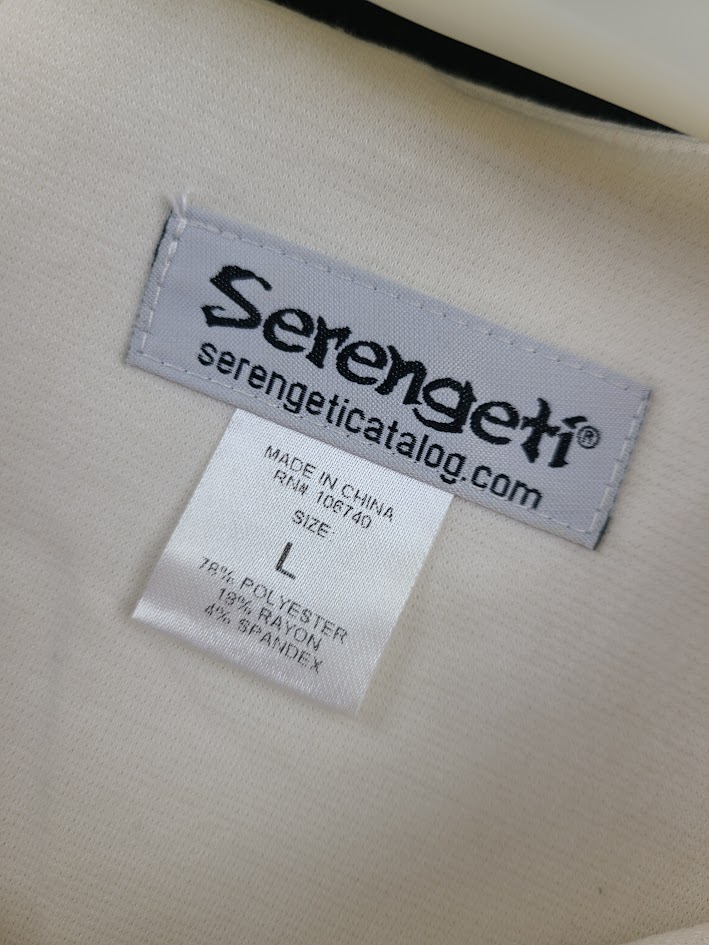 Serengeti®
serengeticatalog.com
MADE IN CHINA
RN# 106740
SIZE:
L
78% POLYESTER
18% RAYON
4% SPANDEX